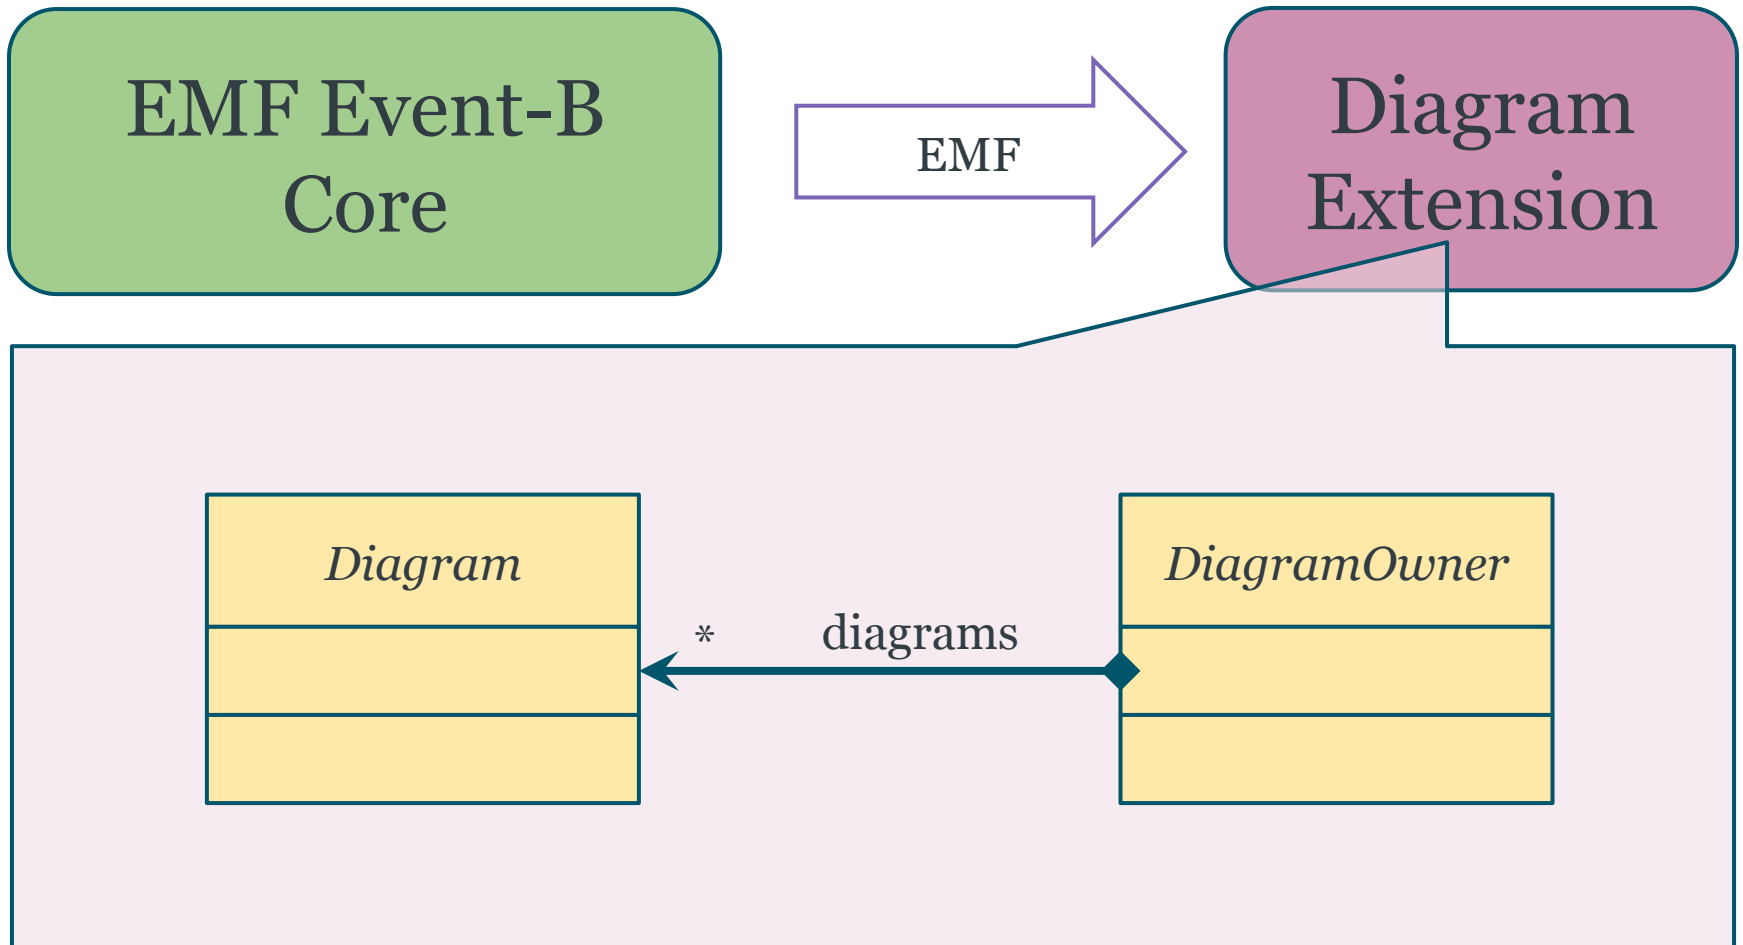 EMF Event-B
Core
EMF
Diagram
Extension
Diagram
DiagramOwner
* diagrams